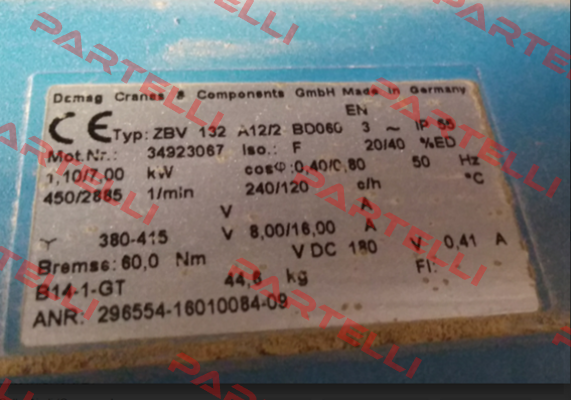 Demag Cranes & Components GmbH Made in Germany
EN
CE Typ: ZBV 132 A12/2 BD060 3 ~ IP 55
Mot.Nr.: 34923067 Iso.: F 20/40 %ED
1,10/7,00 kW cosφ:0,40/0,80 50 Hz
450/2885 1/min 240/120 c/h °C
V A
Y 380-415 V 8,00/16,00 A
Bremse: 60,0 Nm V DC 180 V 0,41 A
B14-1-GT 44,6 kg FI:
ANR: 296554-16010084-09
PARTELLI
PARTELLI
PARTELLI
PARTELLI
PARTELLI